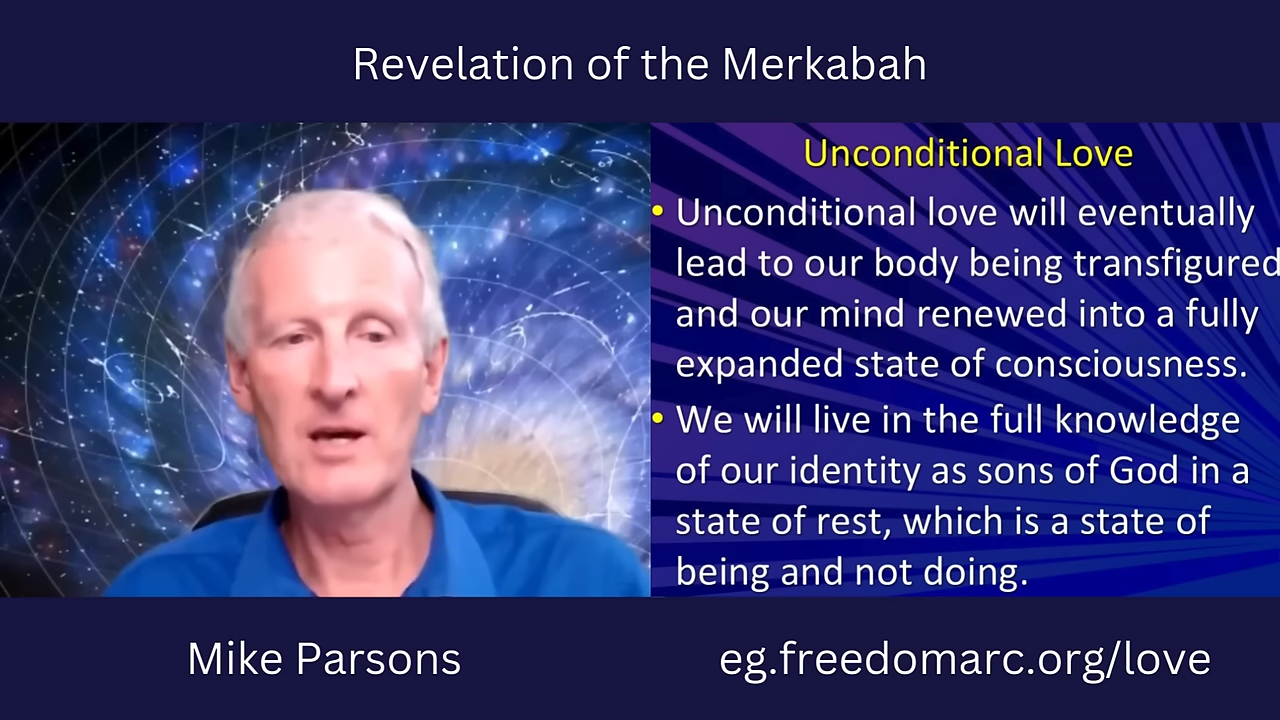 Revelation of the Merkabah
Unconditional Love
• Unconditional love will eventually
lead to our body being transfigured
and our mind renewed into a fully
expanded state of consciousness.
• We will live in the full knowledge
of our identity as sons of God in a
state of rest, which is a state of
being and not doing.
Mike Parsons
eg.freedomarc.org/love